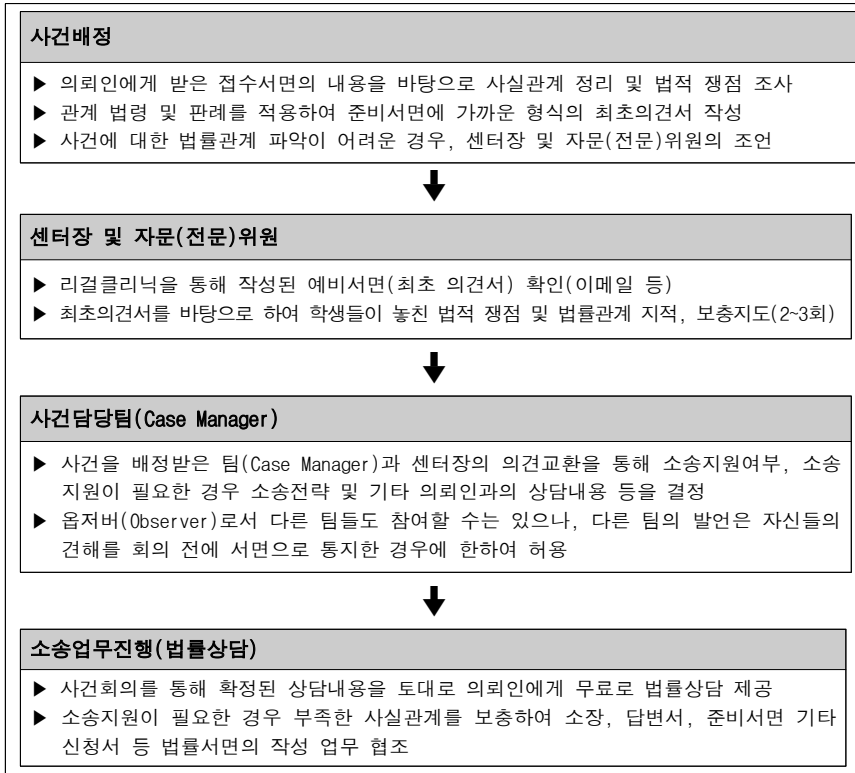 사건배정
▶ 의뢰인에게 받은 접수서면의 내용을 바탕으로 사실관계 정리 및 법적 쟁점 조사
▶ 관계 법령 및 판례를 적용하여 준비서면에 가까운 형식의 최초의견서 작성
▶ 사건에 대한 법률관계 파악이 어려운 경우, 센터장 및 자문(전문)위원의 조언
센터장 및 자문(전문)위원
▶ 리걸클리닉을 통해 작성된 예비서면(최초 의견서) 확인(이메일 등)
▶ 최초의견서를 바탕으로 하여 학생들이 놓친 법적 쟁점 및 법률관계 지적, 보충지도(2~3회)
사건담당팀(Case Manager)
▶ 사건을 배정받은 팀(Case Manager)과 센터장의 의견교환을 통해 소송지원여부, 소송
지원이 필요한 경우 소송전략 및 기타 의뢰인과의 상담내용 등을 결정
▶ 옵저버(Observer)로서 다른 팀들도 참여할 수는 있으나, 다른 팀의 발언은 자신들의
견해를 회의 전에 서면으로 통지한 경우에 한하여 허용
소송업무진행(법률상담)
▶ 사건회의를 통해 확정된 상담내용을 토대로 의뢰인에게 무료로 법률상담 제공
▶ 소송지원이 필요한 경우 부족한 사실관계를 보충하여 소장, 답변서, 준비서면 기타
신청서 등 법률서면의 작성 업무 협조